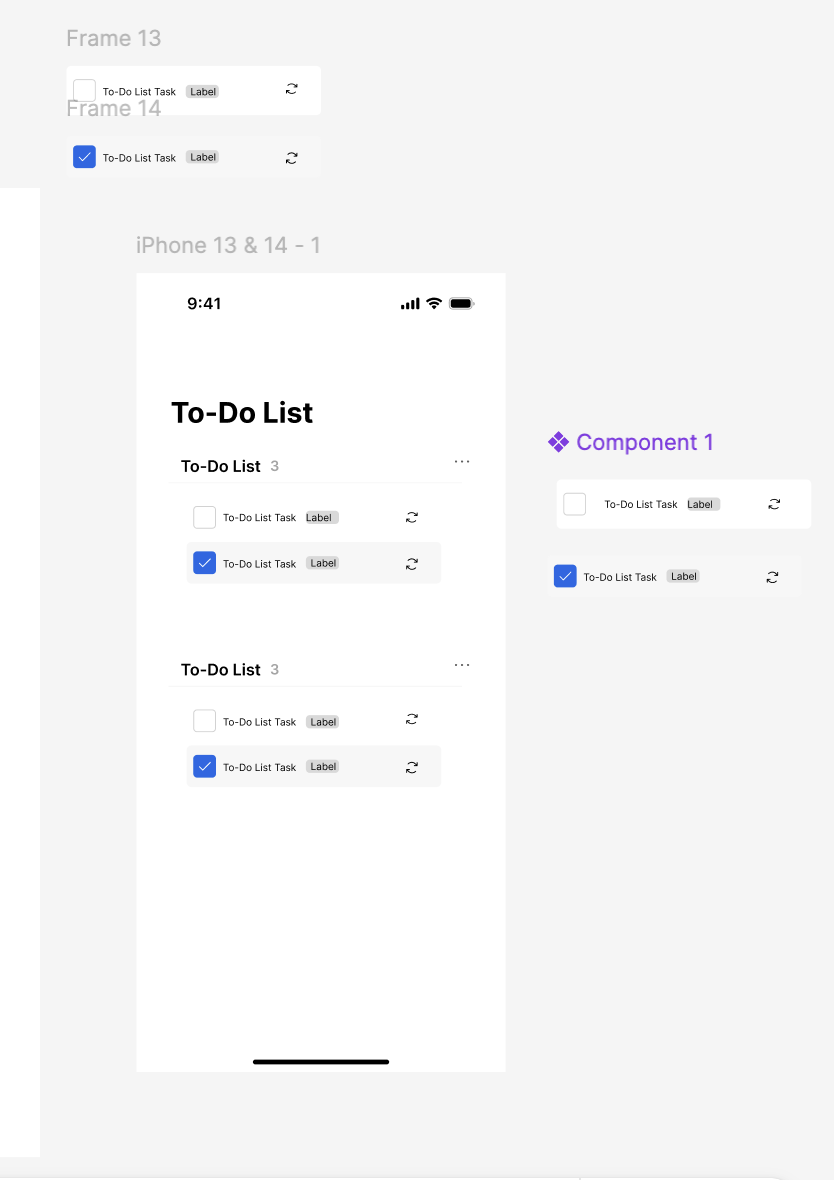 Frame 13
To-Do List Task Label
Frame 14
To-Do List Task Label
iPhone 13 & 14 - 1
9:41
To-Do List
To-Do List 3 ...
To-Do List Task Label
To-Do List Task Label
To-Do List 3 ...
To-Do List Task Label
To-Do List Task Label
Component 1
To-Do List Task Label
To-Do List Task Label